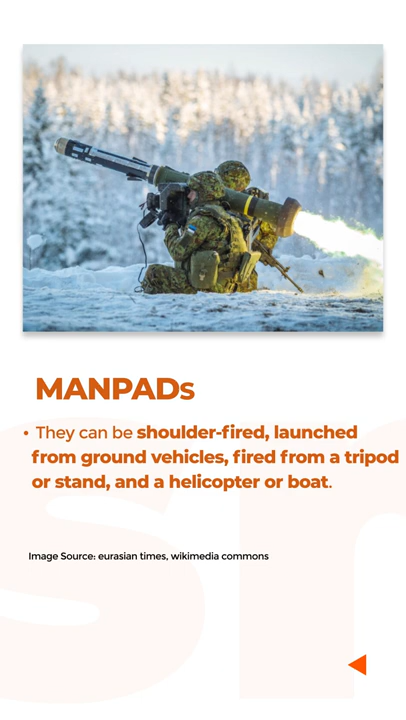 MANPADs
• They can be shoulder-fired, launched
from ground vehicles, fired from a tripod
or stand, and a helicopter or boat.
Image Source: eurasian times, wikimedia commons